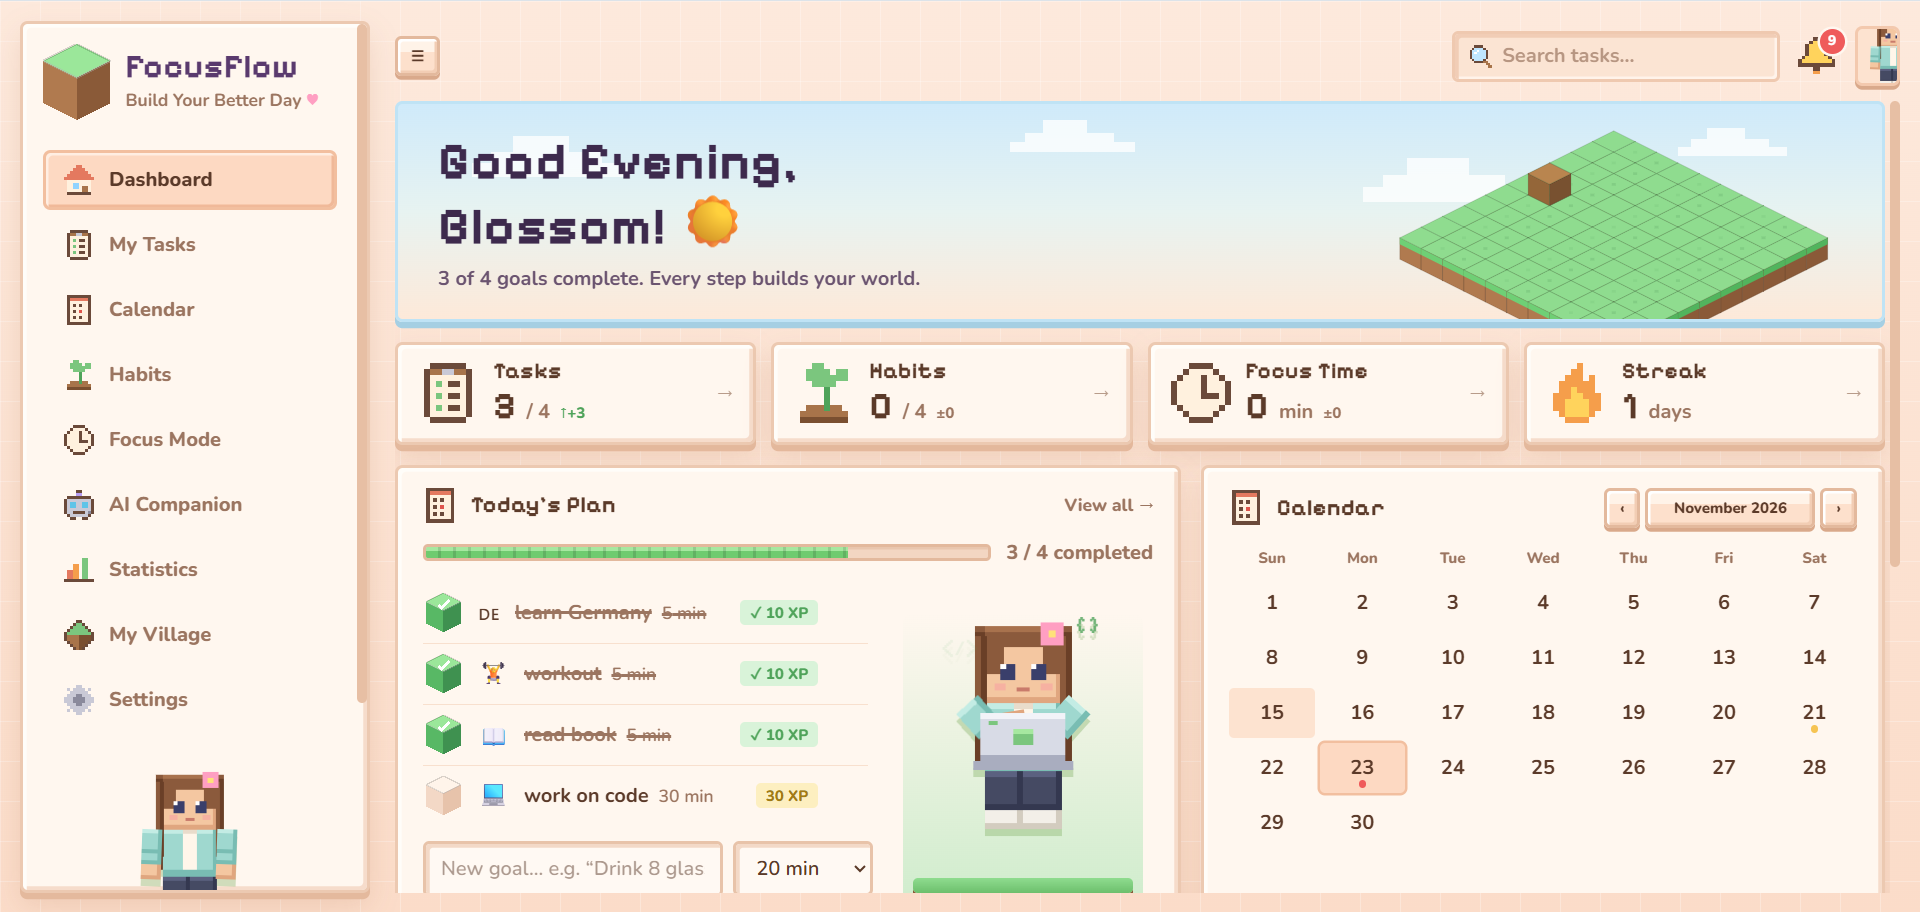 FocusFlow
Build Your Better Day
Dashboard
My Tasks
Calendar
Habits
Focus Mode
AI Companion
Statistics
My Village
Settings
☰
Search tasks...
9
Good Evening,
Blossom!
3 of 4 goals complete. Every step builds your world.
Tasks
3 / 4 ↑+3
→
Habits
0 / 4 ±0
→
Focus Time
0 min ±0
→
Streak
1 days
→
Today's Plan
View all →
3 / 4 completed
DE learn Germany 5 min ✓ 10 XP
workout 5 min ✓ 10 XP
read book 5 min ✓ 10 XP
work on code 30 min 30 XP
New goal... e.g. “Drink 8 glas
20 min
</>
{}
Calendar
‹ November 2026 ›
Sun Mon Tue Wed Thu Fri Sat
1 2 3 4 5 6 7
8 9 10 11 12 13 14
15 16 17 18 19 20 21
22 23 24 25 26 27 28
29 30